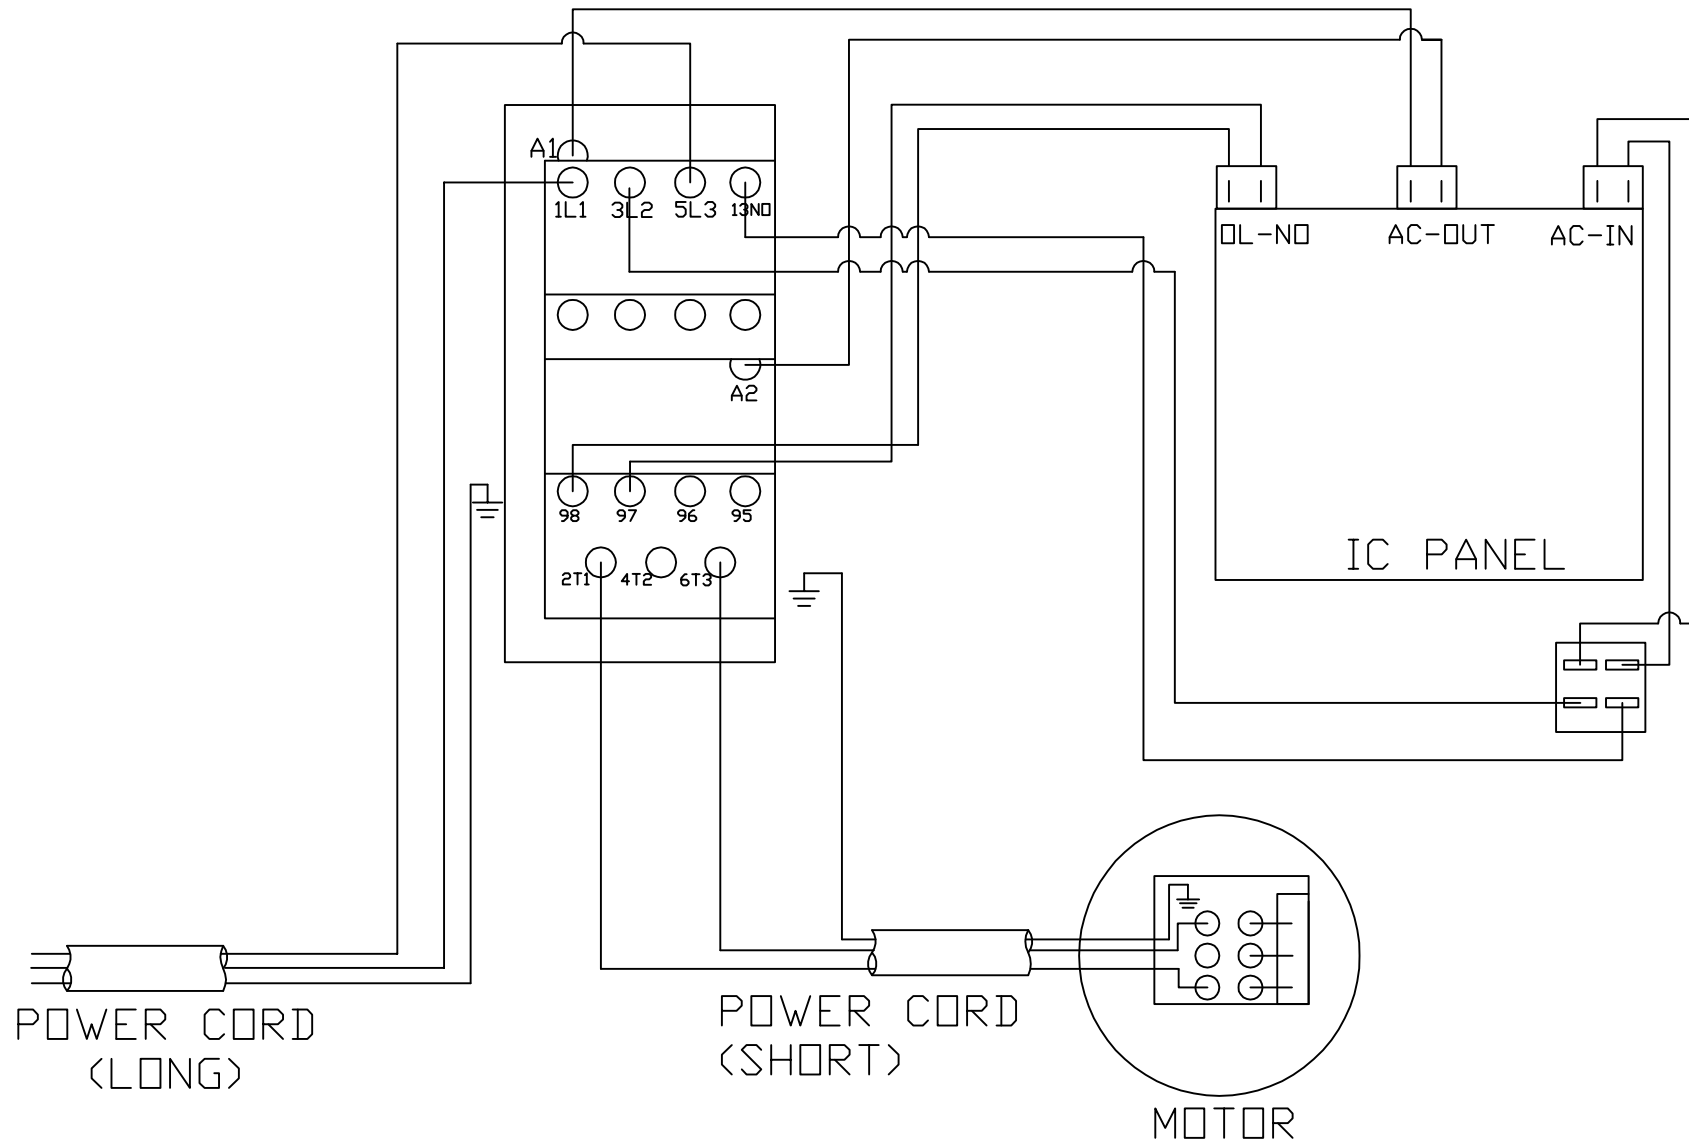 A1
1L1 3L2 5L3 13NO
OL-NO AC-OUT AC-IN
A2
98 97 96 95
2T1 4T2 6T3
IC PANEL
POWER CORD
(LONG)
POWER CORD
(SHORT)
MOTOR